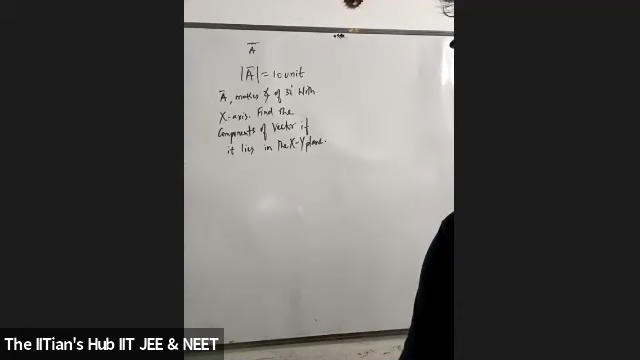 A̅
|A̅| = 10 unit
A̅, makes ∡ of 30° with
X-axis. Find the
Components of Vector if
it lies in the X-Y plane.
The IITian's Hub IIT JEE & NEET